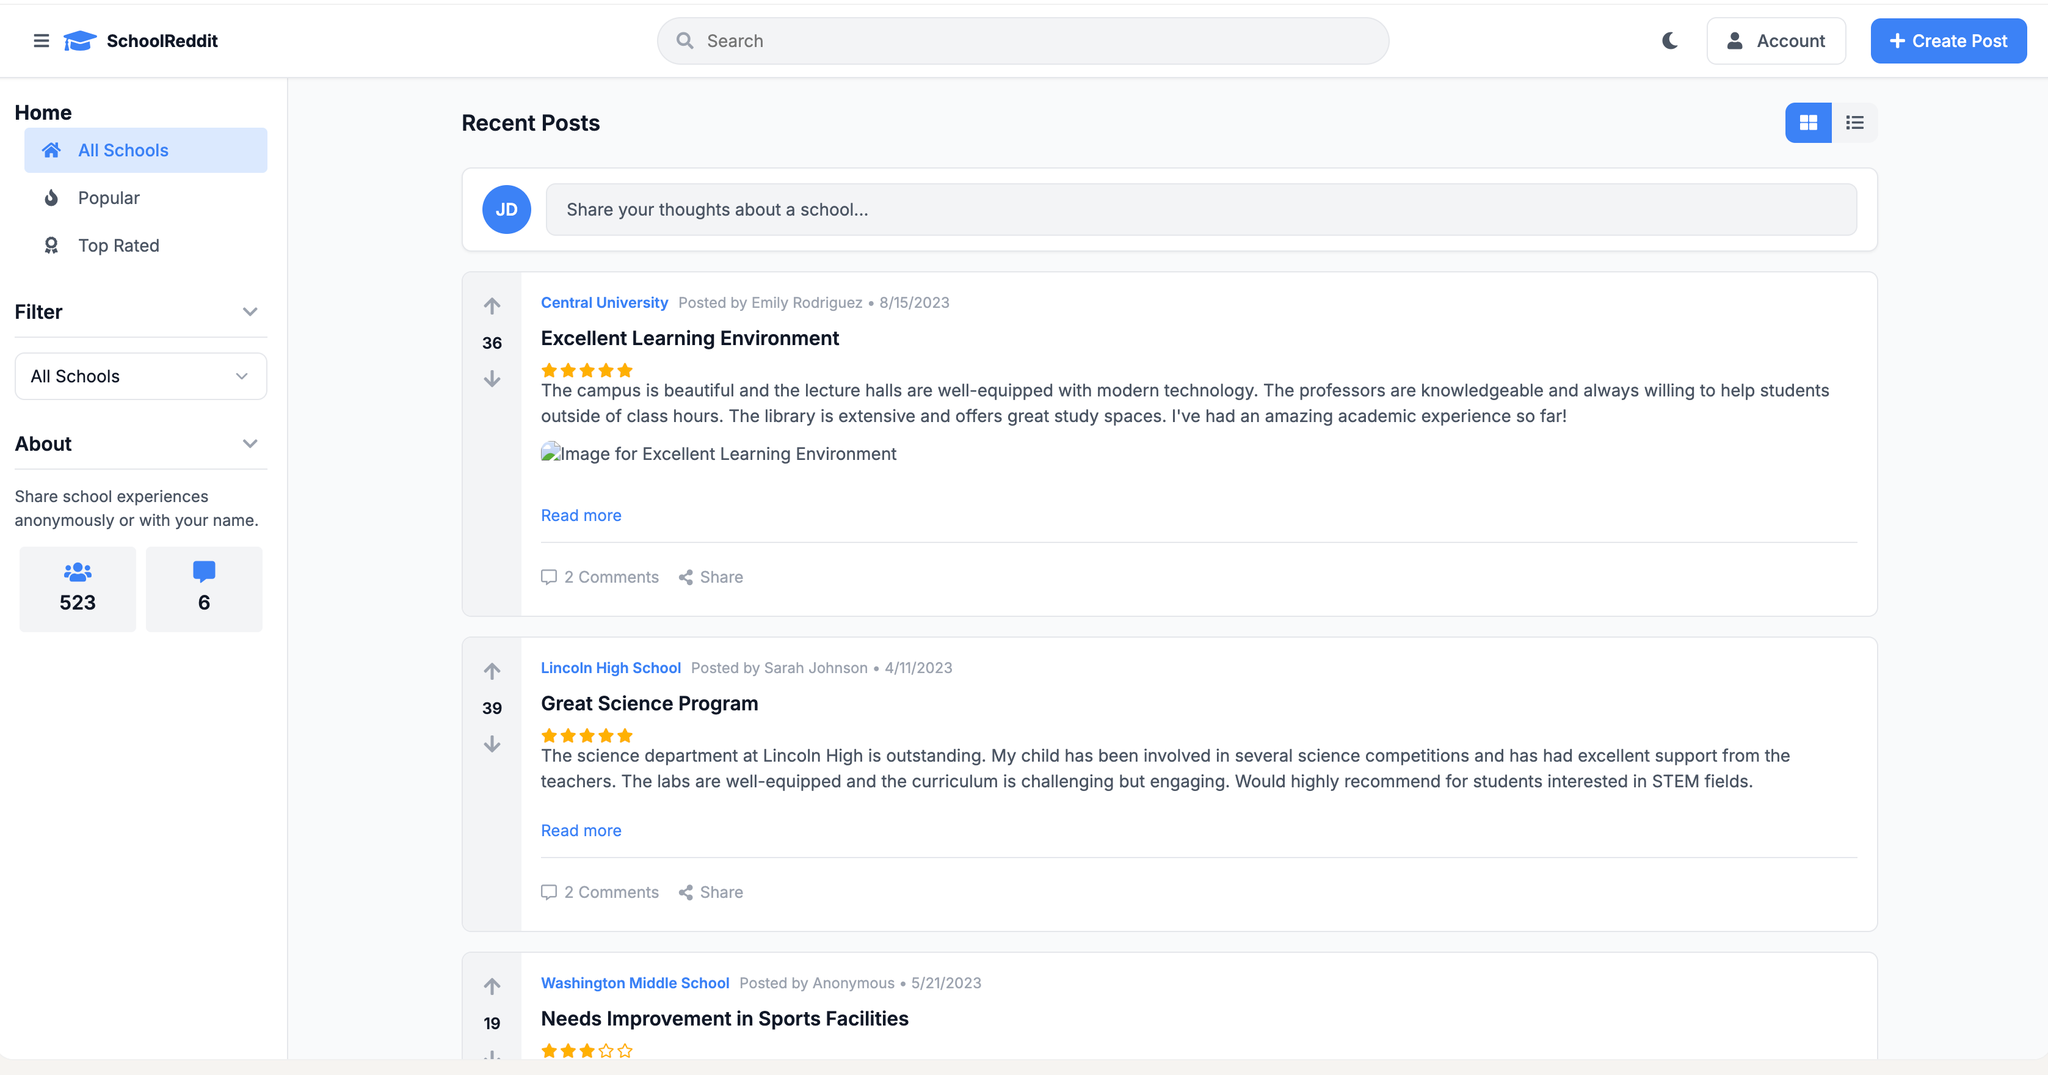 SchoolReddit
Search
Account
Create Post
Home
All Schools
Popular
Top Rated
Filter
All Schools
About
Share school experiences
anonymously or with your name.
523
6
Recent Posts
JD
Share your thoughts about a school...
36
Central University Posted by Emily Rodriguez • 8/15/2023
Excellent Learning Environment
The campus is beautiful and the lecture halls are well-equipped with modern technology. The professors are knowledgeable and always willing to help students
outside of class hours. The library is extensive and offers great study spaces. I've had an amazing academic experience so far!
Image for Excellent Learning Environment
Read more
2 Comments
Share
39
Lincoln High School Posted by Sarah Johnson • 4/11/2023
Great Science Program
The science department at Lincoln High is outstanding. My child has been involved in several science competitions and has had excellent support from the
teachers. The labs are well-equipped and the curriculum is challenging but engaging. Would highly recommend for students interested in STEM fields.
Read more
2 Comments
Share
19
Washington Middle School Posted by Anonymous • 5/21/2023
Needs Improvement in Sports Facilities